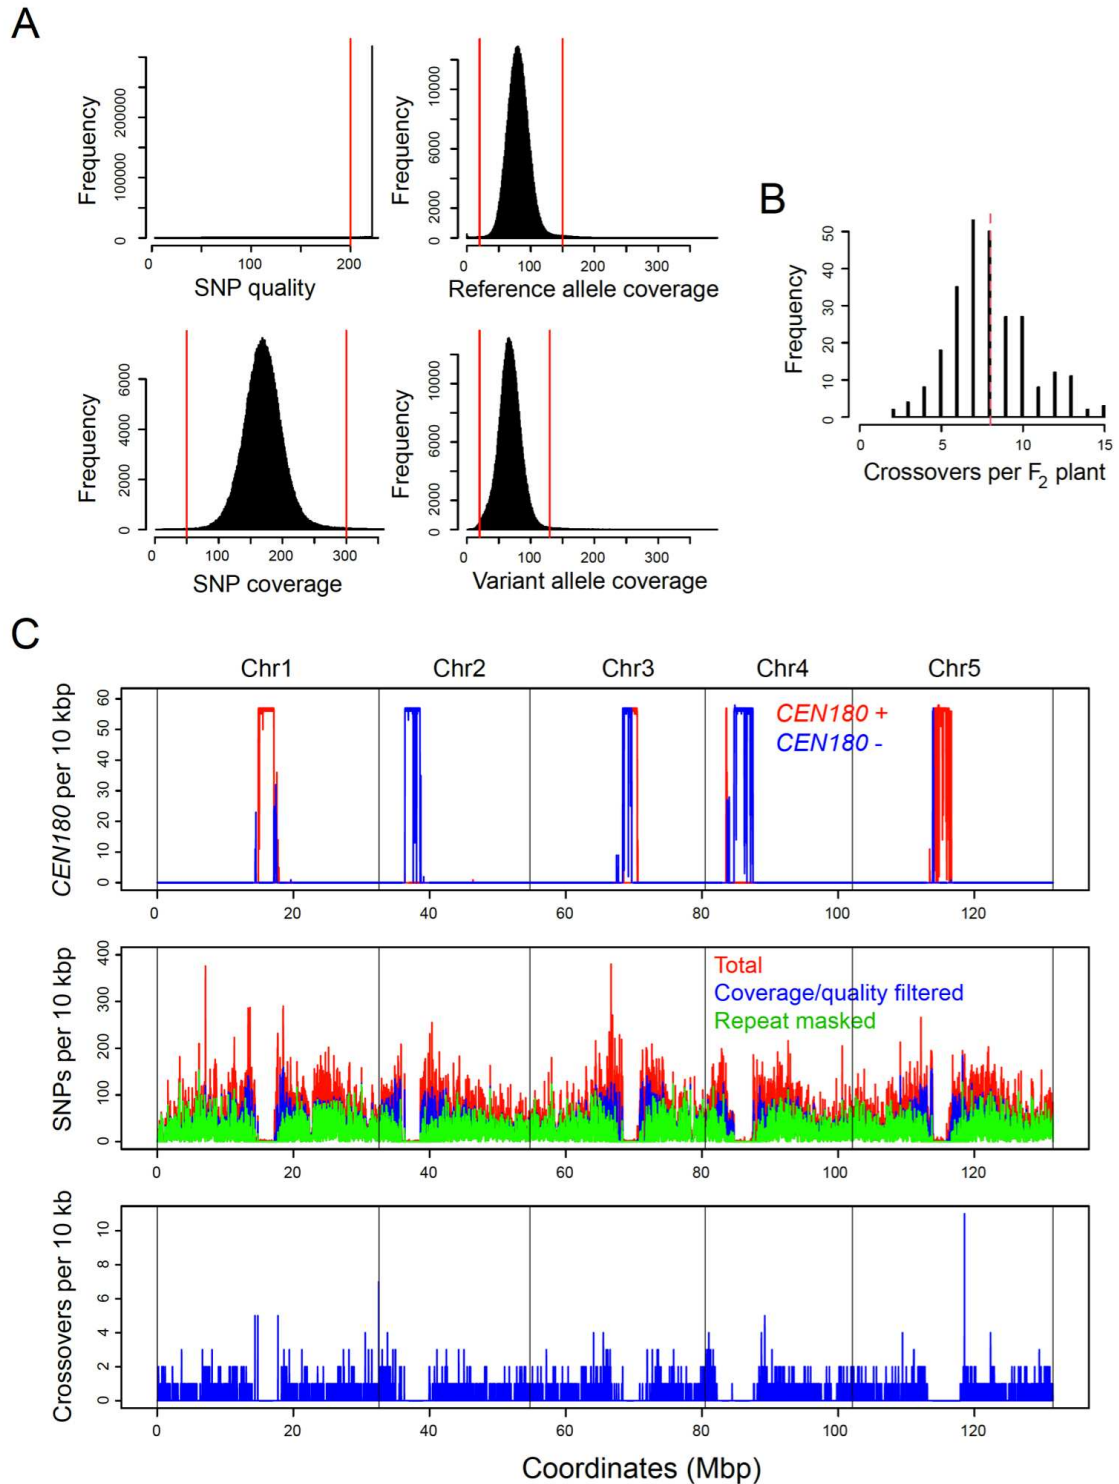 A
Frequency
0
100000
200000
0
100
200
SNP quality
Frequency
0
2000
6000
10000
0
100
200
300
Reference allele coverage
Frequency
0
2000
4000
6000
0
100
200
300
SNP coverage
Frequency
0
2000
6000
10000
0
100
200
300
Variant allele coverage
B
Frequency
0
10
20
30
40
50
0
5
10
15
Crossovers per F2 plant
C
Chr1
Chr2
Chr3
Chr4
Chr5
CEN180 per 10 kbp
0
10
20
30
40
50
60
CEN180 +
CEN180 -
0
20
40
60
80
100
120
SNPs per 10 kbp
0
100
200
300
400
Total
Coverage/quality filtered
Repeat masked
0
20
40
60
80
100
120
Crossovers per 10 kb
0
2
4
6
8
10
0
20
40
60
80
100
120
Coordinates (Mbp)